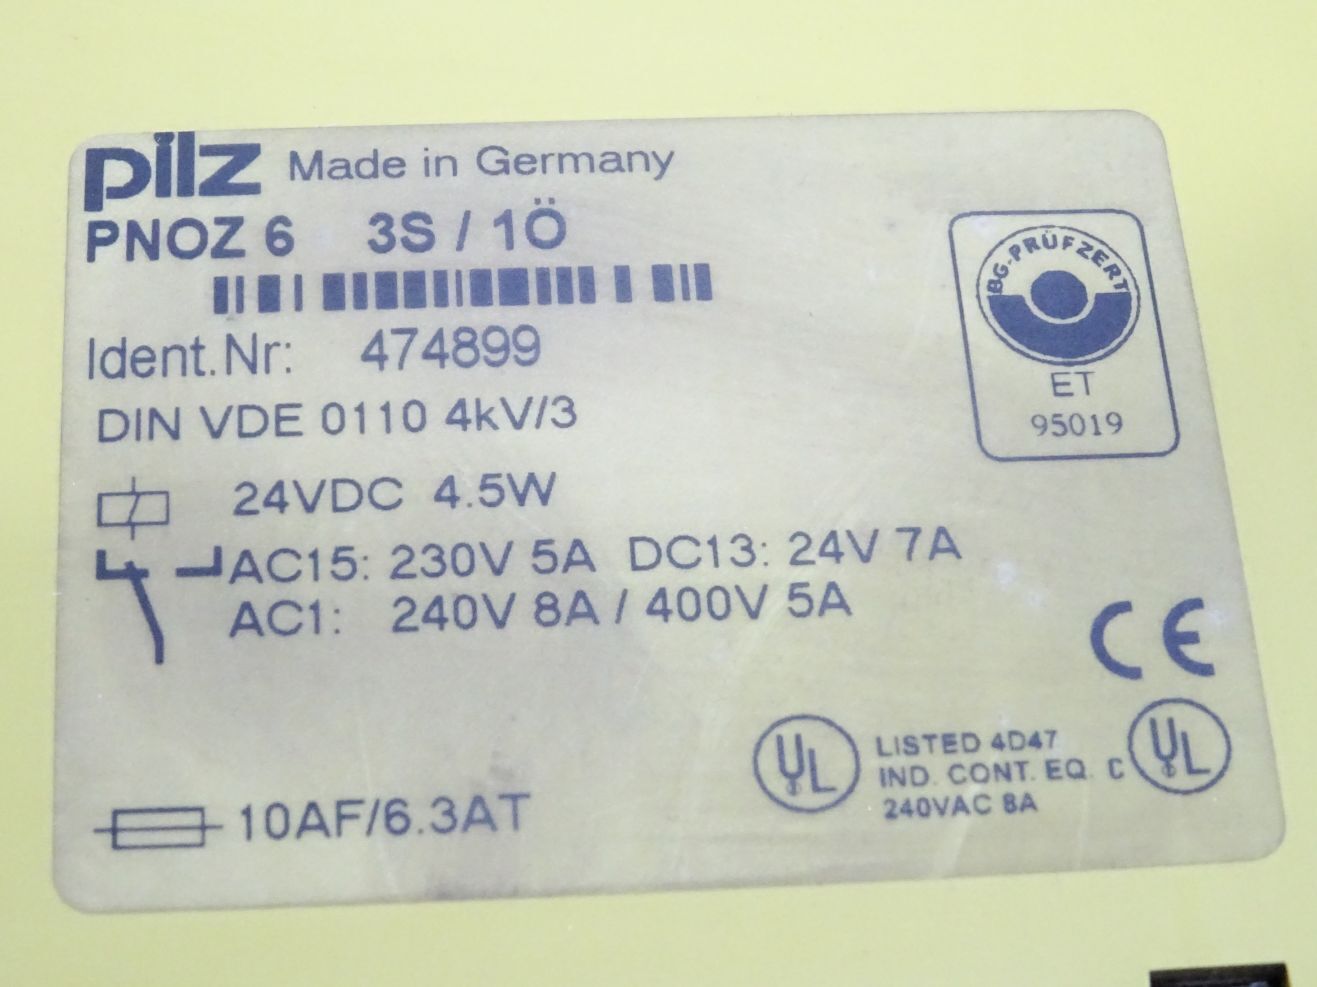 pilz Made in Germany
PNOZ 6 3S / 1Ö
Ident.Nr: 474899
DIN VDE 0110 4kV/3
24VDC 4.5W
AC15: 230V 5A DC13: 24V 7A
AC1: 240V 8A / 400V 5A
10AF/6.3AT
BG-PRÜFZERT
ET
95019
CE
UL LISTED 4D47
IND. CONT. EQ. C UL
240VAC 8A